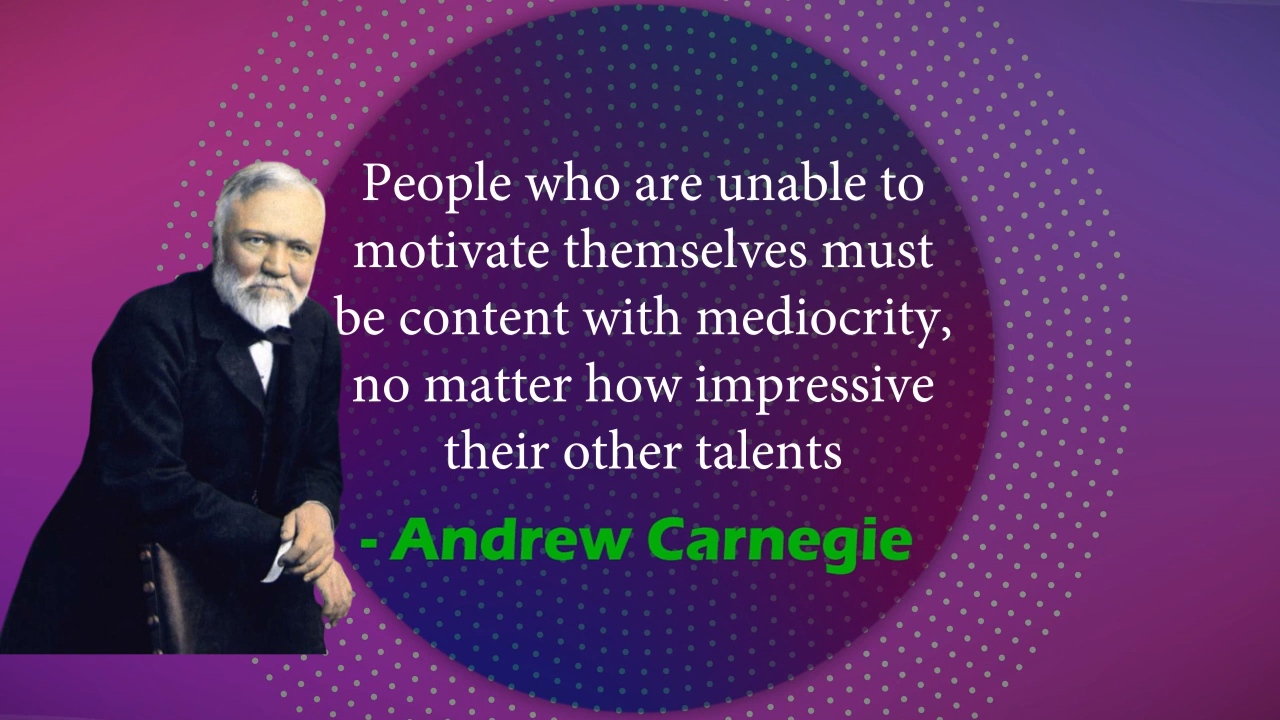 People who are unable to
motivate themselves must
be content with mediocrity,
no matter how impressive
their other talents
- Andrew Carnegie